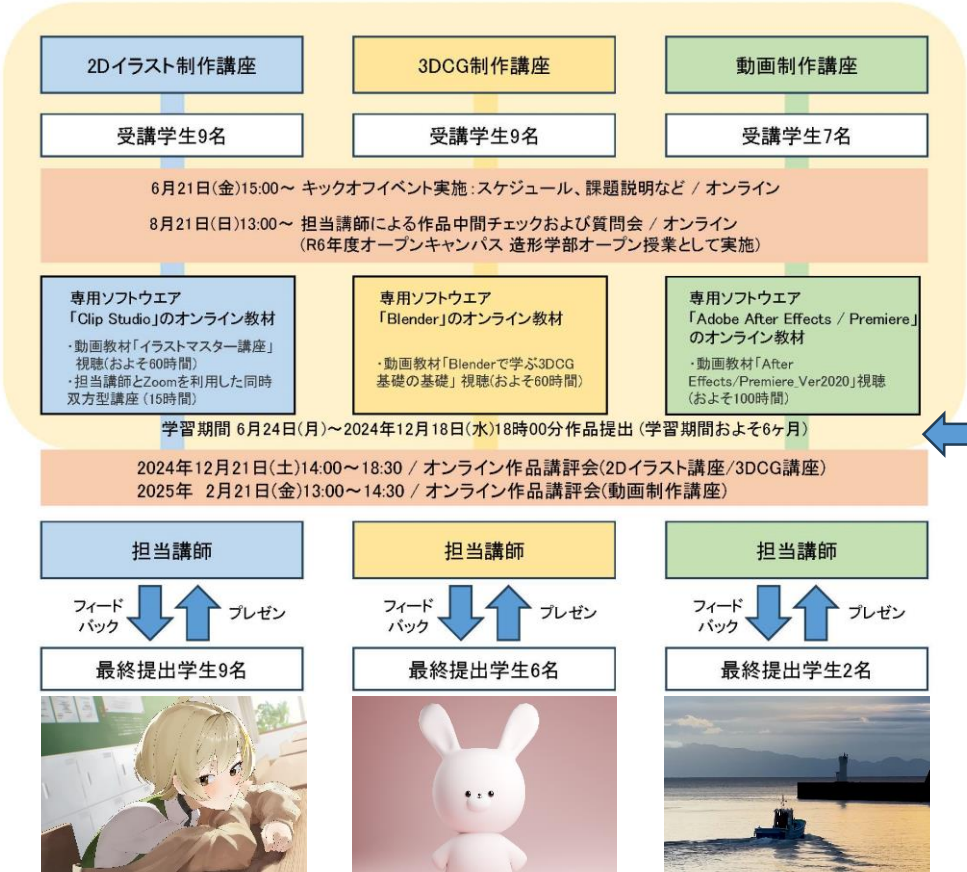 2Dイラスト制作講座
3DCG制作講座
動画制作講座
受講学生9名
受講学生9名
受講学生7名
6月21日(金)15:00～ キックオフイベント実施:スケジュール、課題説明など / オンライン
8月21日(日)13:00～ 担当講師による作品中間チェックおよび質問会 / オンライン
(R6年度オープンキャンパス 造形学部オープン授業として実施)
専用ソフトウエア
「Clip Studio」のオンライン教材
・動画教材「イラストマスター講座」
視聴(およそ60時間)
・担当講師とZoomを利用した同時
双方型講座 (15時間)
専用ソフトウエア
「Blender」のオンライン教材
・動画教材「Blenderで学ぶ3DCG
基礎の基礎」 視聴(およそ60時間)
専用ソフトウエア
「Adobe After Effects / Premiere」
のオンライン教材
・動画教材「After
Effects/Premiere_Ver2020」視聴
(およそ100時間)
学習期間 6月24日(月)～2024年12月18日(水)18時00分作品提出 (学習期間およそ6ヶ月)
2024年12月21日(土)14:00～18:30 / オンライン作品講評会(2Dイラスト講座/3DCG講座)
2025年 2月21日(金)13:00～14:30 / オンライン作品講評会(動画制作講座)
担当講師
担当講師
担当講師
フィード
バック
プレゼン
フィード
バック
プレゼン
フィード
バック
プレゼン
最終提出学生9名
最終提出学生6名
最終提出学生2名